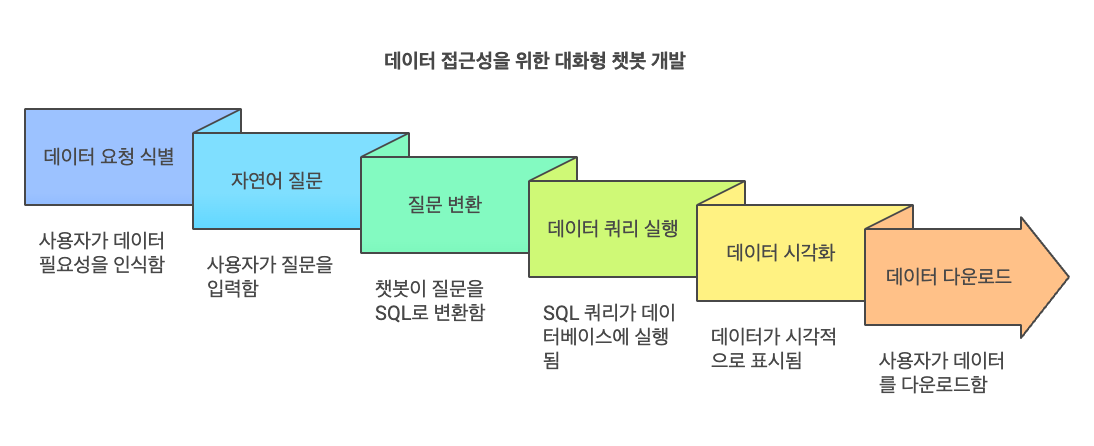 데이터 접근성을 위한 대화형 챗봇 개발
데이터 요청 식별
사용자가 데이터
필요성을 인식함
자연어 질문
사용자가 질문을
입력함
질문 변환
챗봇이 질문을
SQL로 변환함
데이터 쿼리 실행
SQL 쿼리가 데이
터베이스에 실행
됨
데이터 시각화
데이터가 시각적
으로 표시됨
데이터 다운로드
사용자가 데이터
를 다운로드함